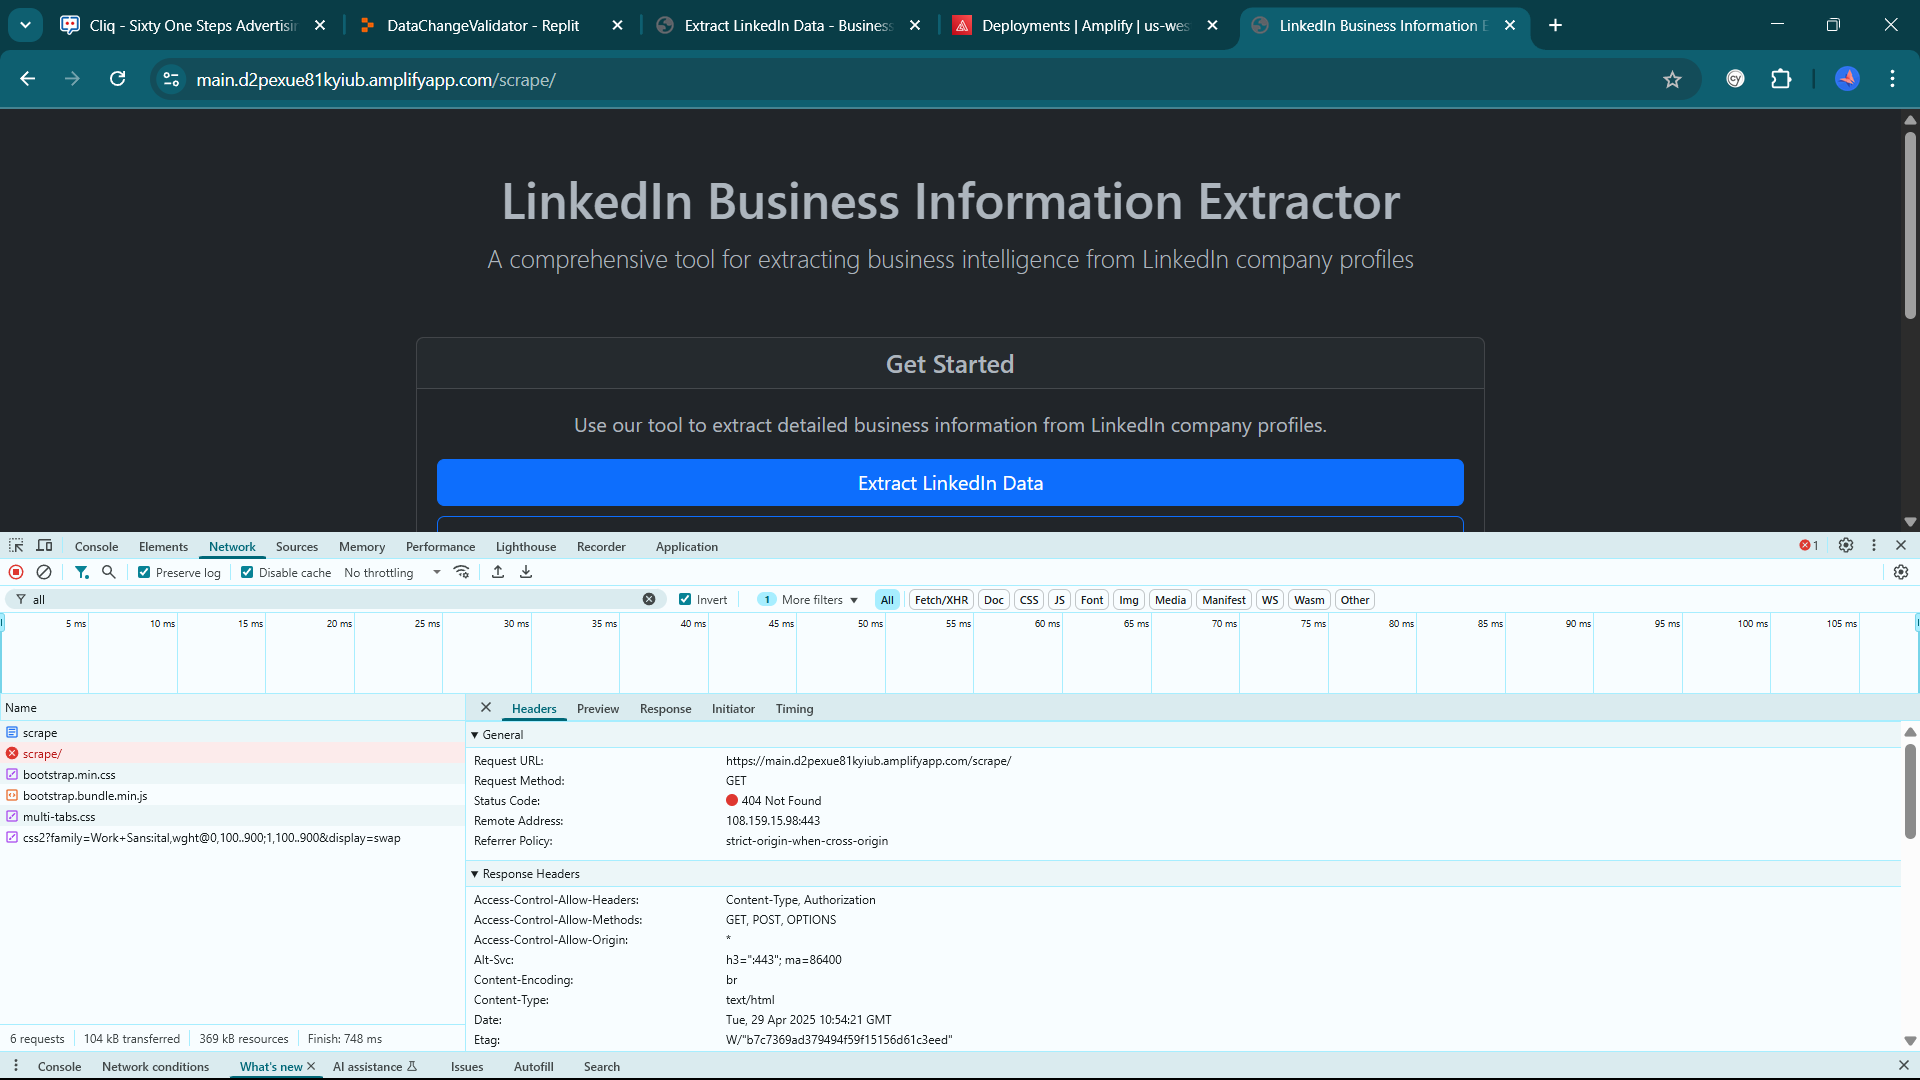 Cliq - Sixty One Steps Advertisin
DataChangeValidator - Replit
Extract LinkedIn Data - Business
Deployments | Amplify | us-wes
LinkedIn Business Information E
main.d2pexue81kyiub.amplifyapp.com/scrape/
LinkedIn Business Information Extractor
A comprehensive tool for extracting business intelligence from LinkedIn company profiles
Get Started
Use our tool to extract detailed business information from LinkedIn company profiles.
Extract LinkedIn Data
Console Elements Network Sources Memory Performance Lighthouse Recorder Application 1
Preserve log Disable cache No throttling
all Invert 1 More filters All Fetch/XHR Doc CSS JS Font Img Media Manifest WS Wasm Other
5 ms 10 ms 15 ms 20 ms 25 ms 30 ms 35 ms 40 ms 45 ms 50 ms 55 ms 60 ms 65 ms 70 ms 75 ms 80 ms 85 ms 90 ms 95 ms 100 ms 105 ms
Name
scrape
scrape/
bootstrap.min.css
bootstrap.bundle.min.js
multi-tabs.css
css2?family=Work+Sans:ital,wght@0,100..900;1,100..900&display=swap
Headers Preview Response Initiator Timing
General
Request URL: https://main.d2pexue81kyiub.amplifyapp.com/scrape/
Request Method: GET
Status Code: 404 Not Found
Remote Address: 108.159.15.98:443
Referrer Policy: strict-origin-when-cross-origin
Response Headers
Access-Control-Allow-Headers: Content-Type, Authorization
Access-Control-Allow-Methods: GET, POST, OPTIONS
Access-Control-Allow-Origin: *
Alt-Svc: h3=":443"; ma=86400
Content-Encoding: br
Content-Type: text/html
Date: Tue, 29 Apr 2025 10:54:21 GMT
Etag: W/"b7c7369ad379494f59f15156d61c3eed"
6 requests 104 kB transferred 369 kB resources Finish: 748 ms
Console Network conditions What's new AI assistance Issues Autofill Search